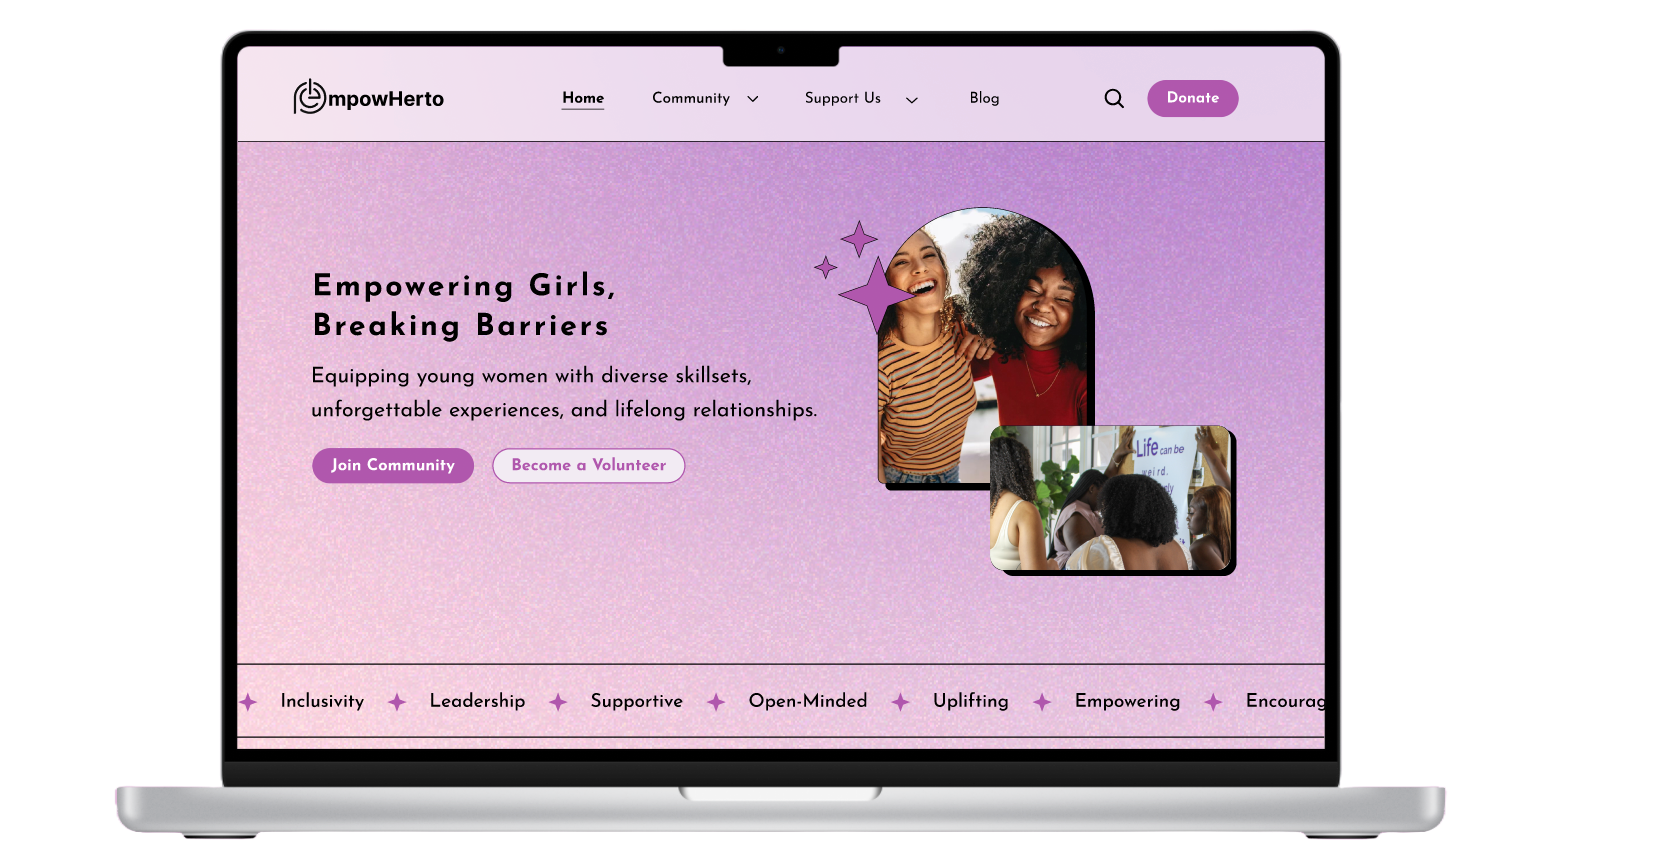 empowHerto
Home
Community
Support Us
Blog
Donate
Empowering Girls,
Breaking Barriers
Equipping young women with diverse skillsets,
unforgettable experiences, and lifelong relationships.
Join Community
Become a Volunteer
Life can be
weird.
Inclusivity
Leadership
Supportive
Open-Minded
Uplifting
Empowering
Encourag